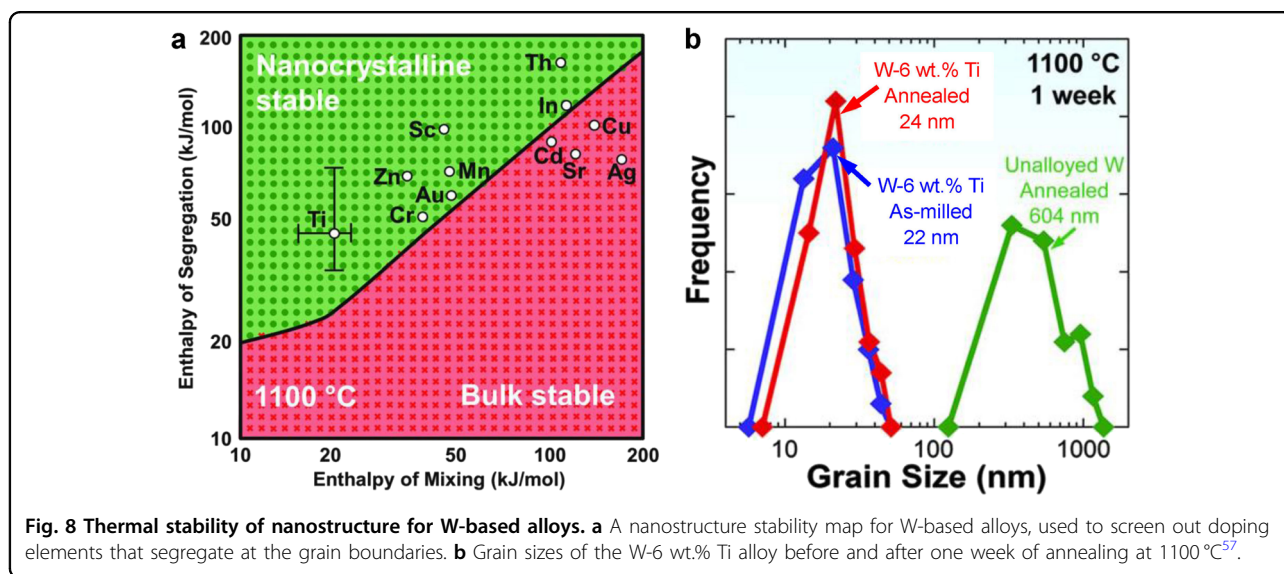 a
200
100
50
20
10
Enthalpy of Segregation (kJ/mol)
Nanocrystalline
stable
Th
In
Cu
Sc
Cd
Sr
Ag
Zn
Mn
Au
Cr
Ti
1100 °C
Bulk stable
10
20
50
100
200
Enthalpy of Mixing (kJ/mol)
b
Frequency
W-6 wt.% Ti
Annealed
24 nm
1100 °C
1 week
W-6 wt.% Ti
As-milled
22 nm
Unalloyed W
Annealed
604 nm
10
100
1000
Grain Size (nm)
Fig. 8 Thermal stability of nanostructure for W-based alloys. a A nanostructure stability map for W-based alloys, used to screen out doping
elements that segregate at the grain boundaries. b Grain sizes of the W-6 wt.% Ti alloy before and after one week of annealing at 1100 °C57.